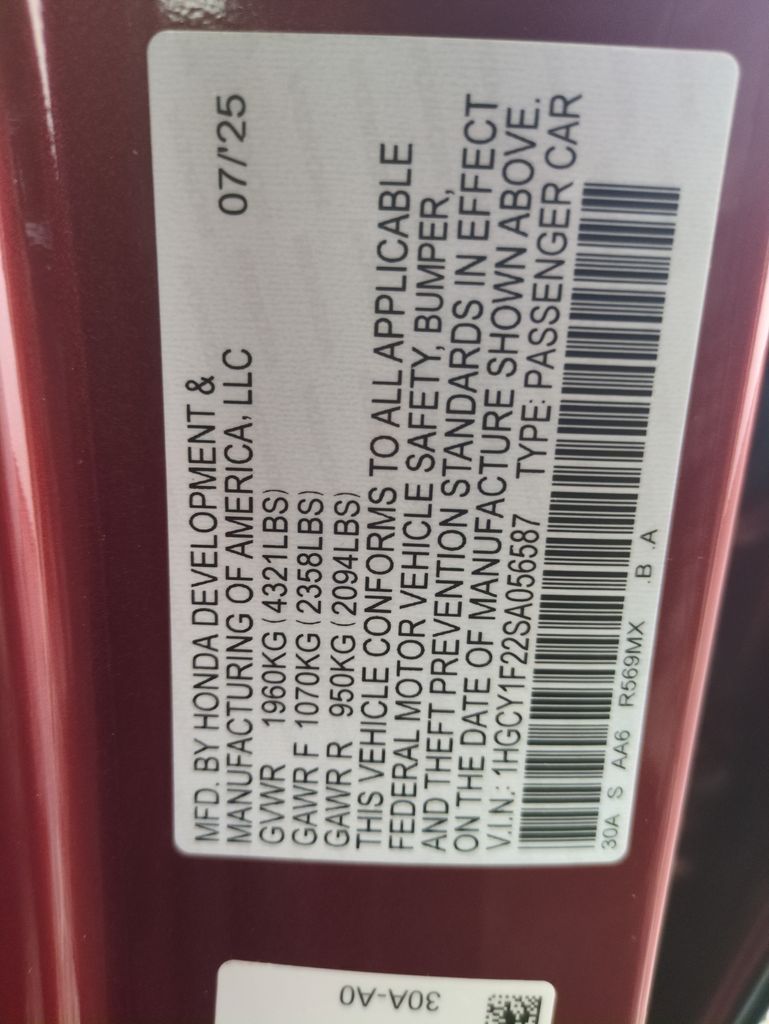 MFD. BY HONDA DEVELOPMENT &
MANUFACTURING OF AMERICA, LLC 07/'25
GVWR 1960KG (4321LBS)
GAWR F 1070KG (2358LBS)
GAWR R 950KG (2094LBS)
THIS VEHICLE CONFORMS TO ALL APPLICABLE
FEDERAL MOTOR VEHICLE SAFETY, BUMPER,
AND THEFT PREVENTION STANDARDS IN EFFECT
ON THE DATE OF MANUFACTURE SHOWN ABOVE.
V.I.N.: 1HGCY1F22SA056587 TYPE: PASSENGER CAR
30A S AA6 R569MX .B .A
30A-A0